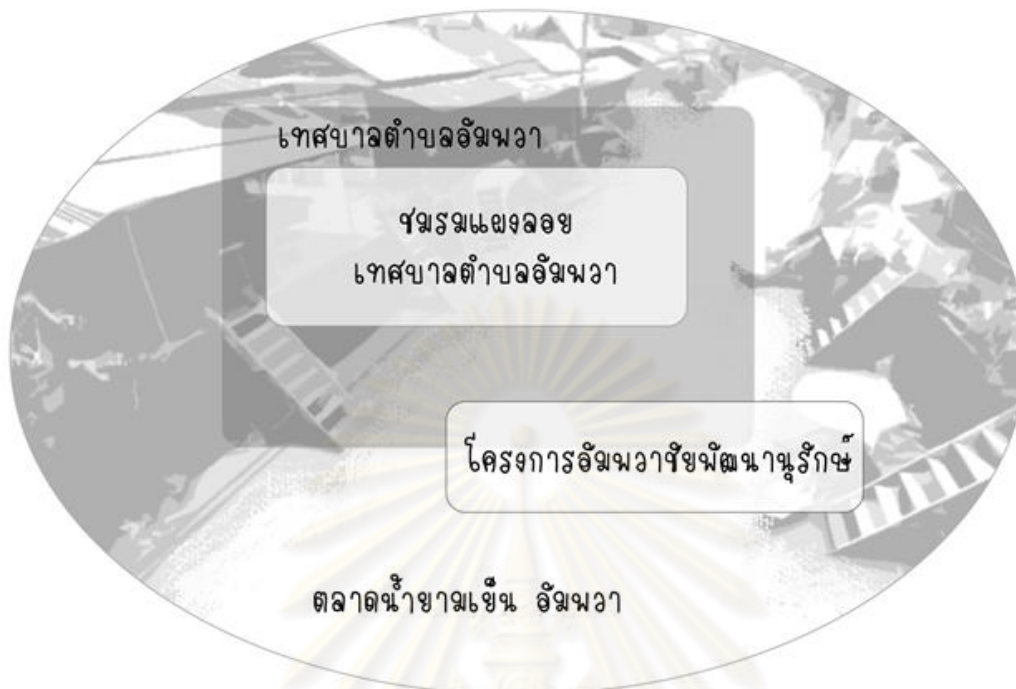 เทศบาลตำบลอัมพวา
ชมรมแผงลอย
เทศบาลตำบลอัมพวา
โครงการอัมพวาชัยพัฒนานุรักษ์
ตลาดน้ำยามเย็น อัมพวา